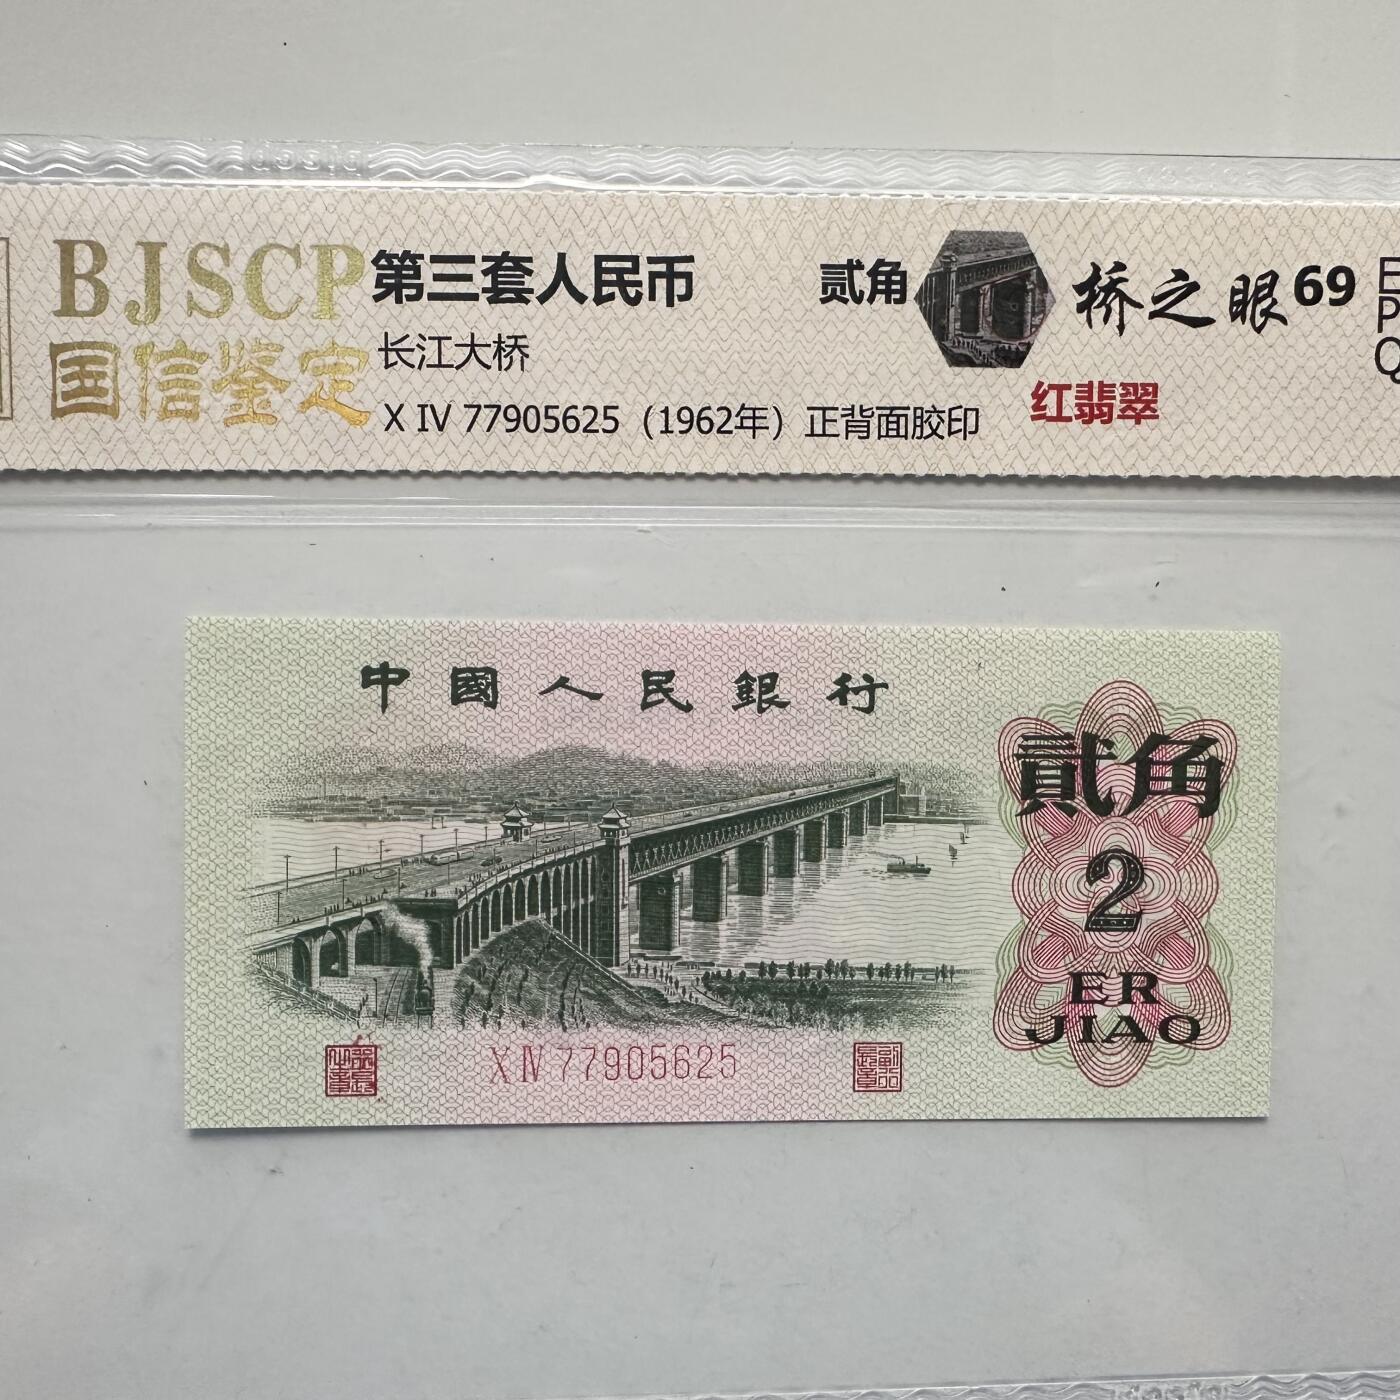 BJSCP
国信鉴定
第三套人民币
贰角
桥之眼
69
EPQ
长江大桥
红翡翠
X IV 77905625（1962年）正背面胶印
中國人民銀行
貳角
2
ER
JIAO
X IV 77905625